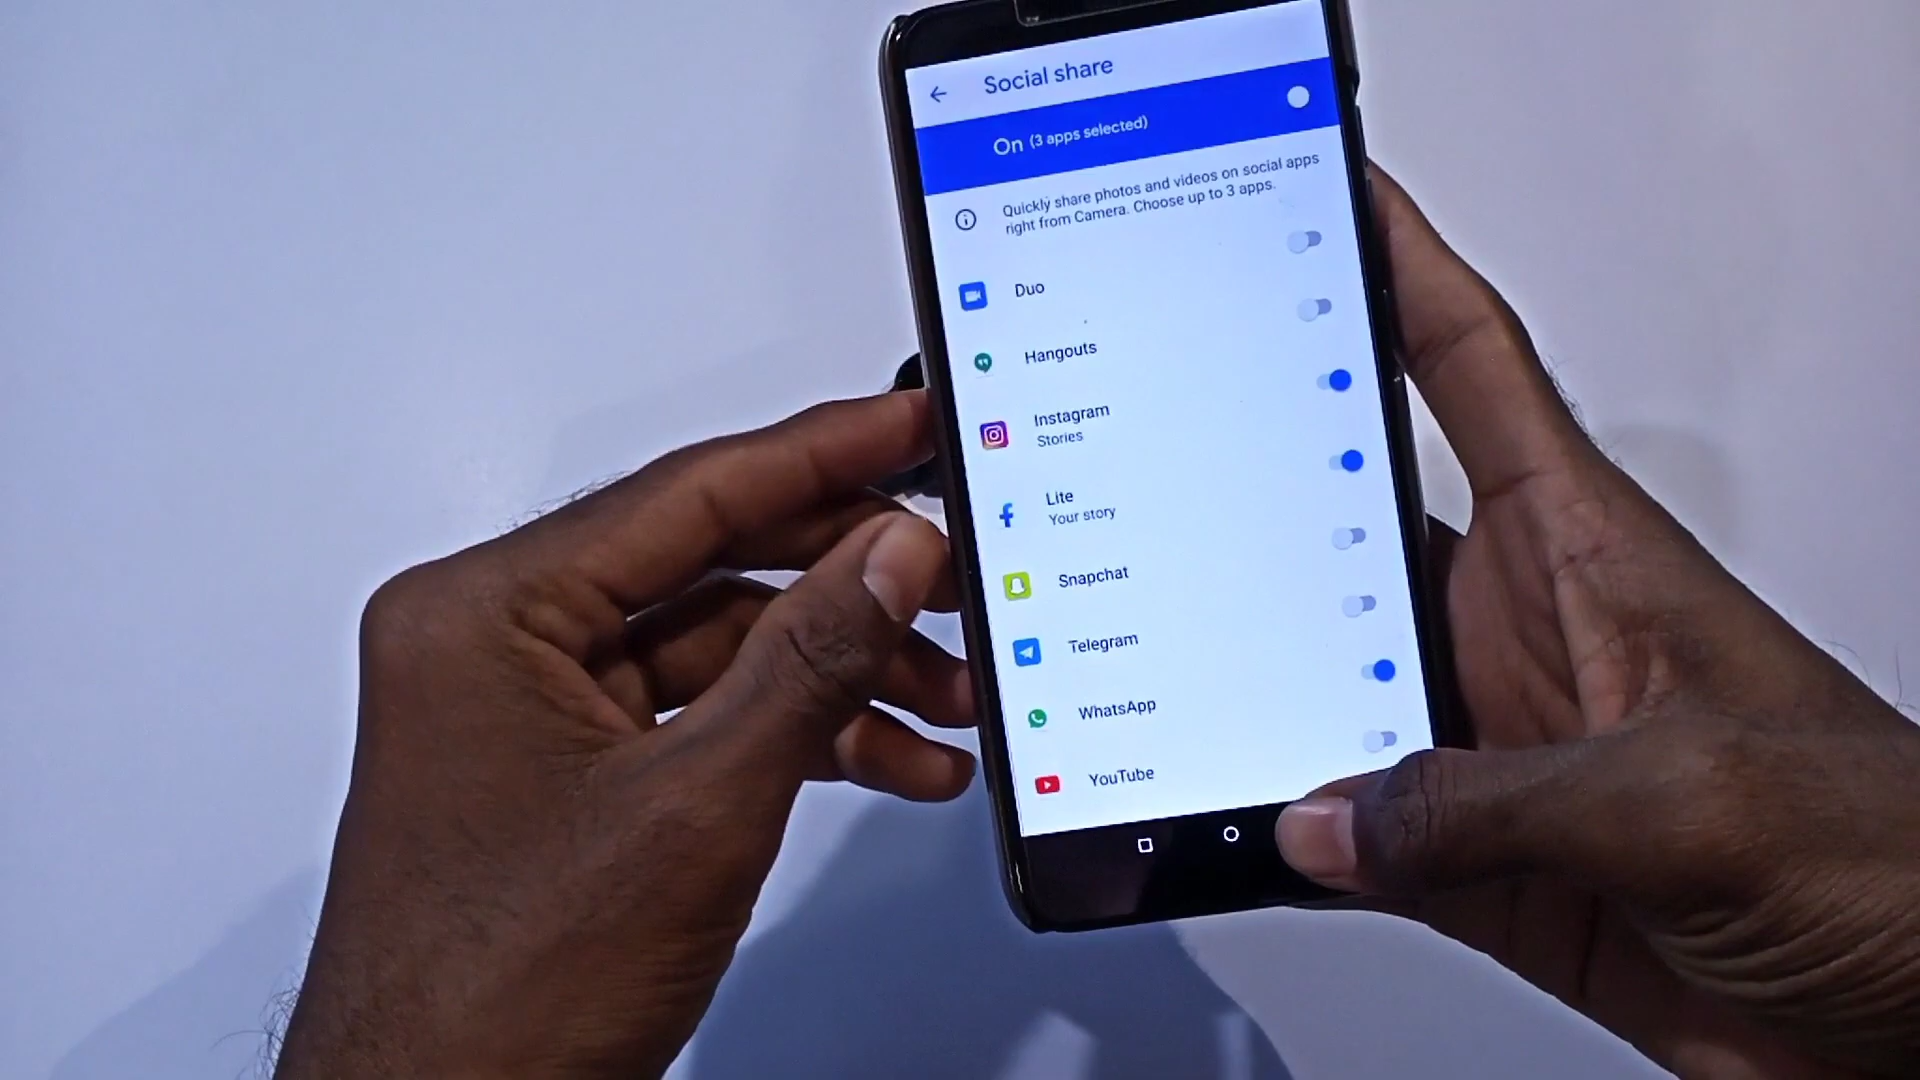 Social share
On (3 apps selected)
Quickly share photos and videos on social apps
right from Camera. Choose up to 3 apps.
Duo
Hangouts
Instagram
Stories
Lite
Your story
Snapchat
Telegram
WhatsApp
YouTube